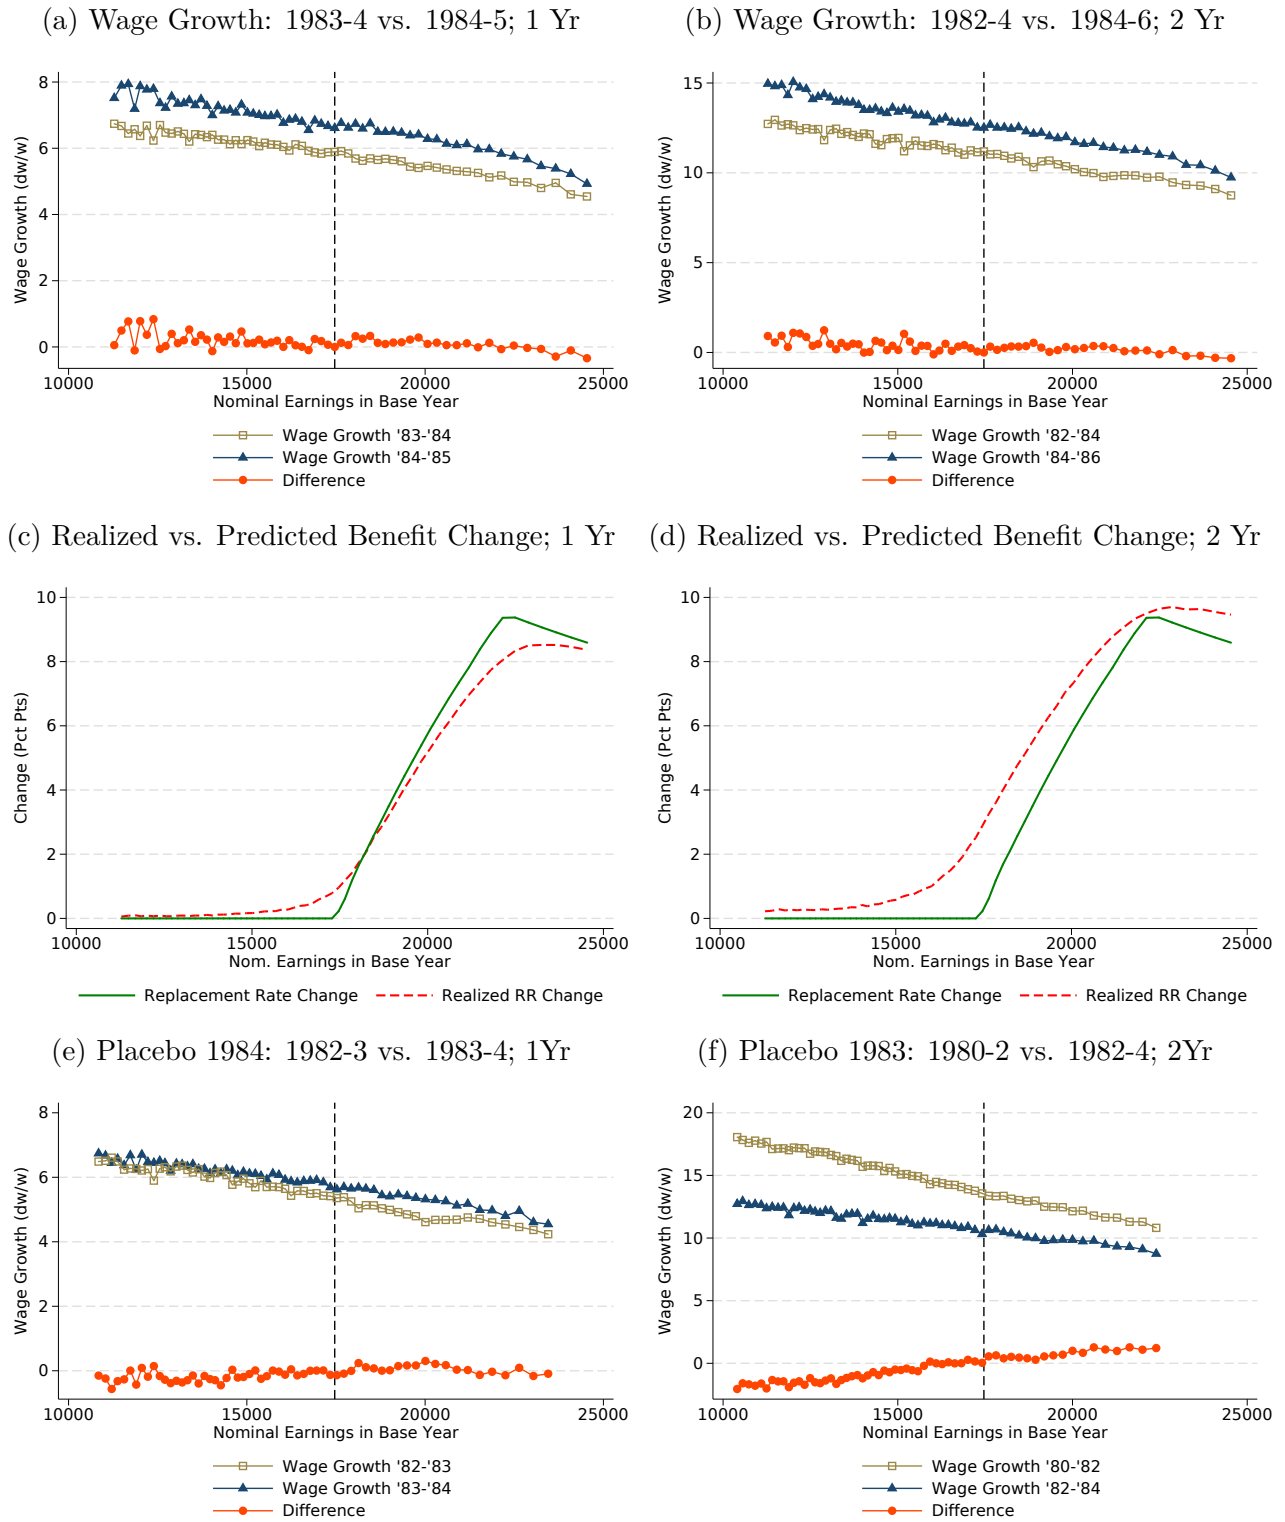 (a) Wage Growth: 1983-4 vs. 1984-5; 1 Yr
Wage Growth (dw/w)
8
6
4
2
0
10000 15000 20000 25000
Nominal Earnings in Base Year
Wage Growth '83-'84
Wage Growth '84-'85
Difference
(b) Wage Growth: 1982-4 vs. 1984-6; 2 Yr
Wage Growth (dw/w)
15
10
5
0
10000 15000 20000 25000
Nominal Earnings in Base Year
Wage Growth '82-'84
Wage Growth '84-'86
Difference
(c) Realized vs. Predicted Benefit Change; 1 Yr
Change (Pct Pts)
10
8
6
4
2
0
10000 15000 20000 25000
Nom. Earnings in Base Year
Replacement Rate Change Realized RR Change
(d) Realized vs. Predicted Benefit Change; 2 Yr
Change (Pct Pts)
10
8
6
4
2
0
10000 15000 20000 25000
Nom. Earnings in Base Year
Replacement Rate Change Realized RR Change
(e) Placebo 1984: 1982-3 vs. 1983-4; 1Yr
Wage Growth (dw/w)
8
6
4
2
0
10000 15000 20000 25000
Nominal Earnings in Base Year
Wage Growth '82-'83
Wage Growth '83-'84
Difference
(f) Placebo 1983: 1980-2 vs. 1982-4; 2Yr
Wage Growth (dw/w)
20
15
10
5
0
10000 15000 20000 25000
Nominal Earnings in Base Year
Wage Growth '80-'82
Wage Growth '82-'84
Difference